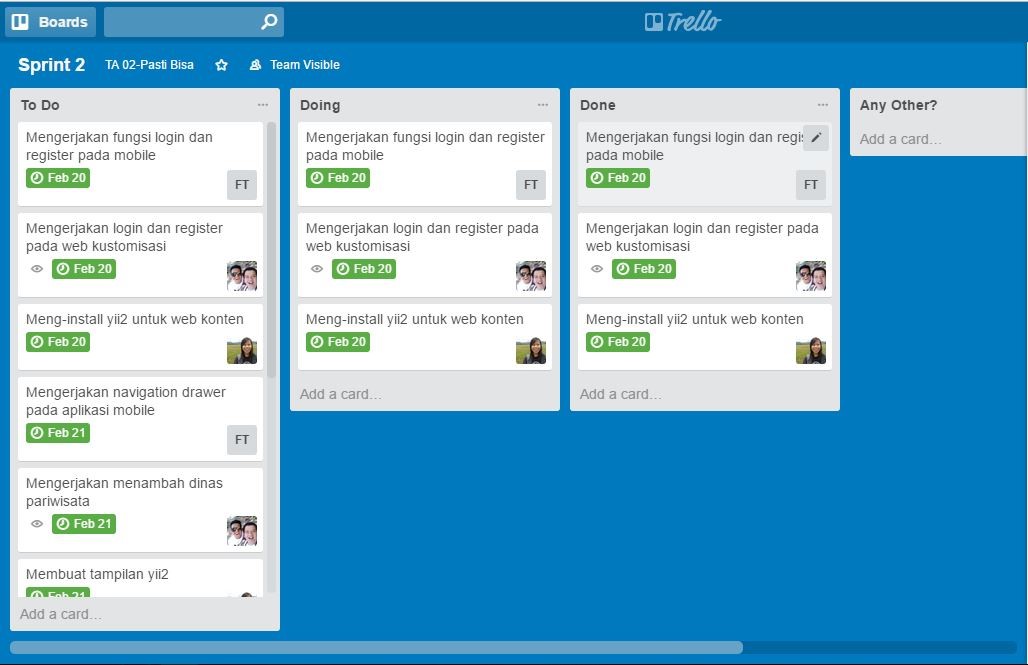 Boards
Trello
Sprint 2 TA 02-Pasti Bisa Team Visible
To Do
Mengerjakan fungsi login dan
register pada mobile
Feb 20
FT
Mengerjakan login dan register
pada web kustomisasi
Feb 20
Meng-install yii2 untuk web konten
Feb 20
Mengerjakan navigation drawer
pada aplikasi mobile
Feb 21
FT
Mengerjakan menambah dinas
pariwisata
Feb 21
Membuat tampilan yii2
Feb 21
Add a card…
Doing
Mengerjakan fungsi login dan register
pada mobile
Feb 20
FT
Mengerjakan login dan register pada
web kustomisasi
Feb 20
Meng-install yii2 untuk web konten
Feb 20
Add a card…
Done
Mengerjakan fungsi login dan regis
pada mobile
Feb 20
FT
Mengerjakan login dan register pada
web kustomisasi
Feb 20
Meng-install yii2 untuk web konten
Feb 20
Add a card…
Any Other?
Add a card…